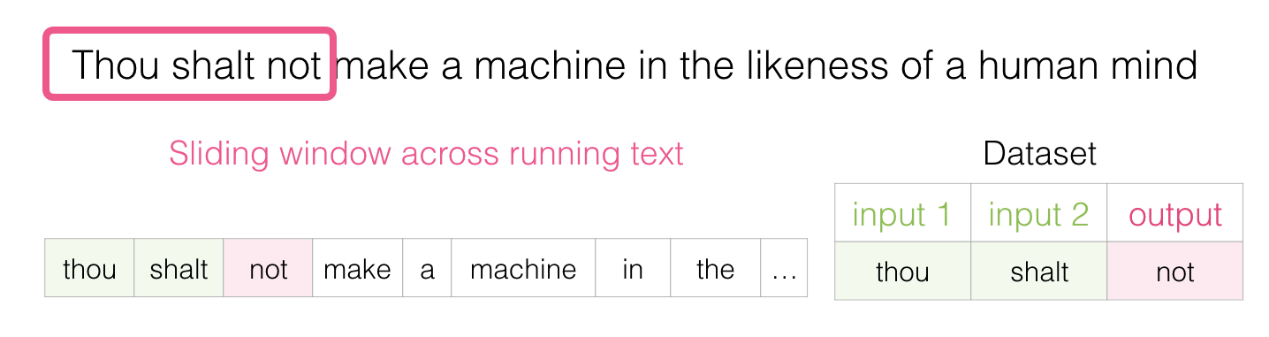 Thou shalt not make a machine in the likeness of a human mind
Sliding window across running text
thou shalt not make a machine in the ...
Dataset
input 1 input 2 output
thou shalt not